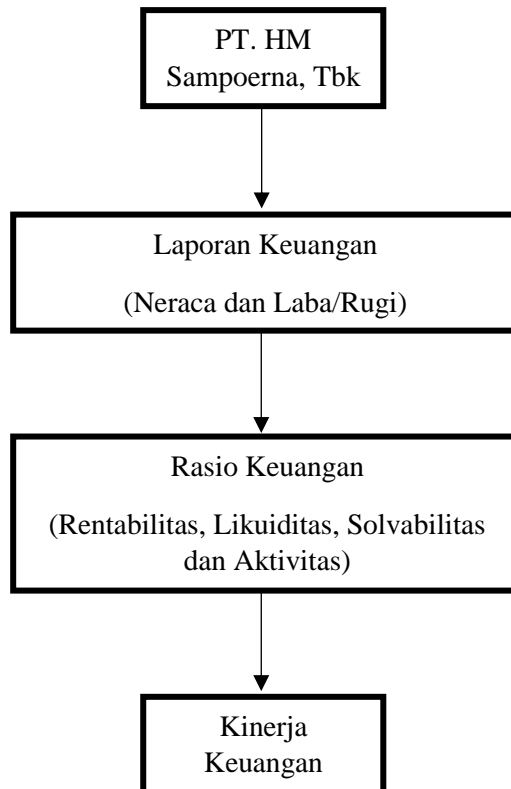 PT. HM
Sampoerna, Tbk
Laporan Keuangan
(Neraca dan Laba/Rugi)
Rasio Keuangan
(Rentabilitas, Likuiditas, Solvabilitas
dan Aktivitas)
Kinerja
Keuangan